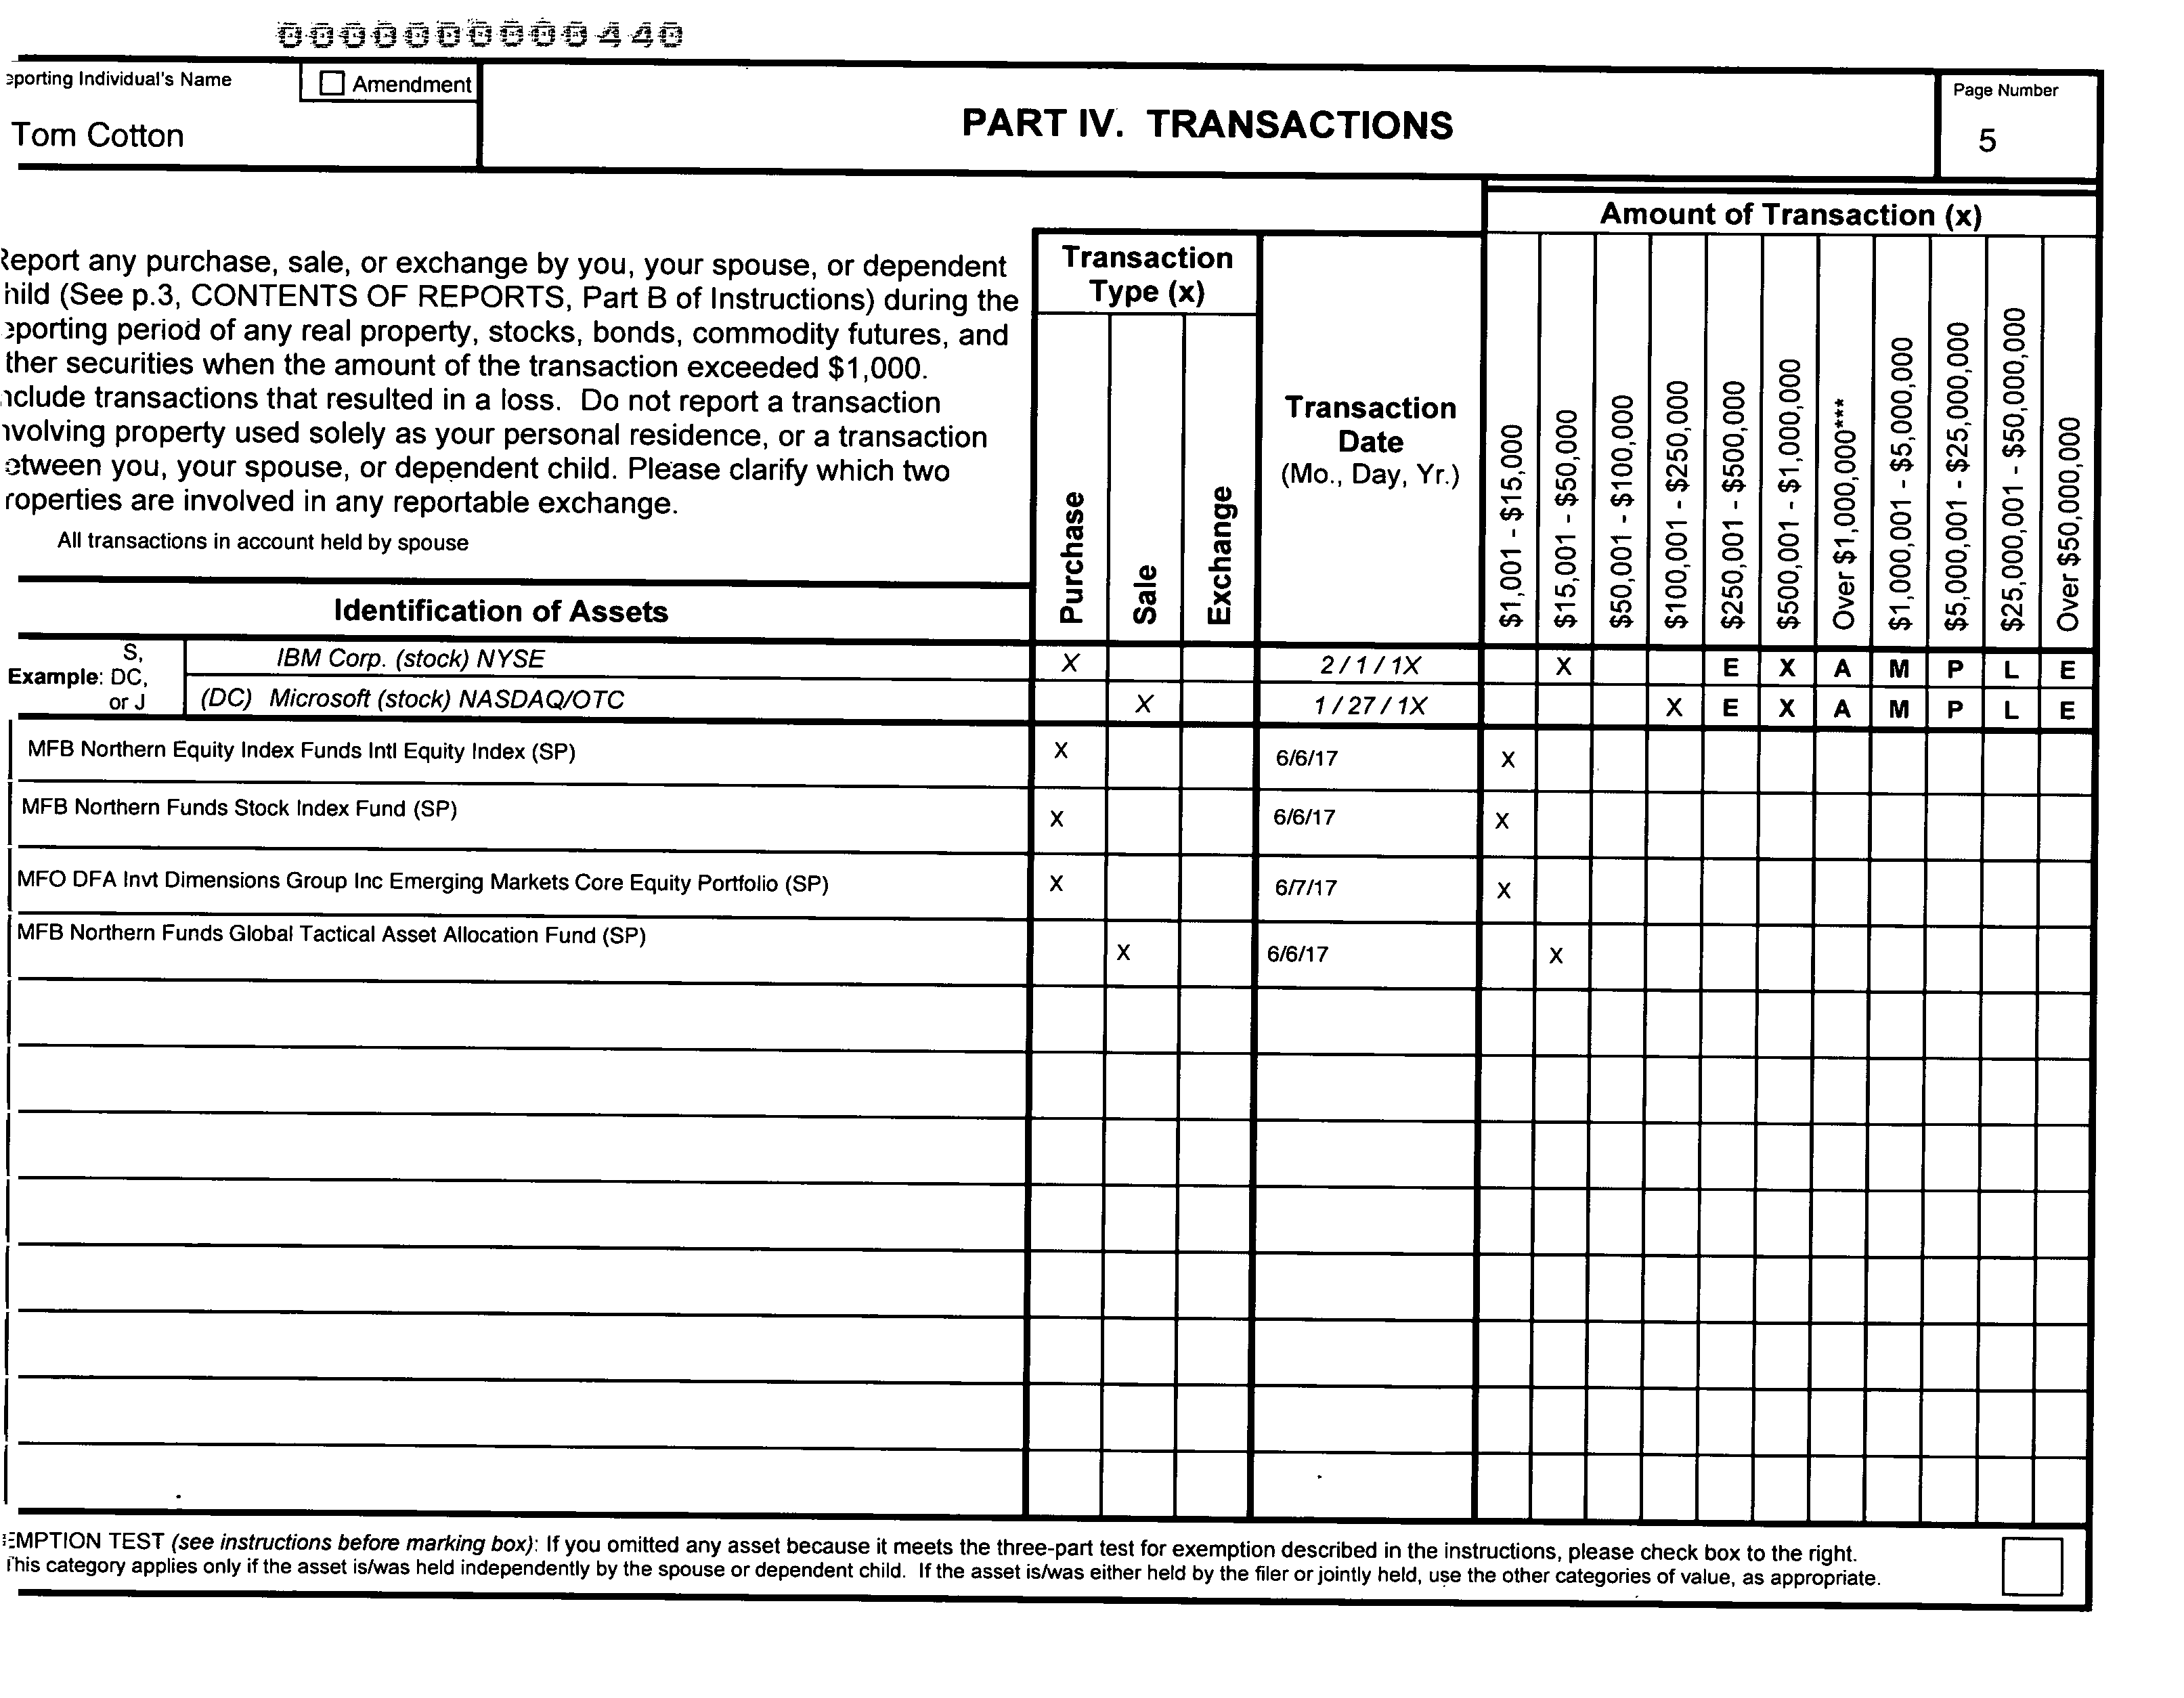 0000000000440
eporting Individual's Name
Amendment
Tom Cotton
PART IV. TRANSACTIONS
Page Number
5
Amount of Transaction (x)
Report any purchase, sale, or exchange by you, your spouse, or dependent
hild (See p.3, CONTENTS OF REPORTS, Part B of Instructions) during the
eporting period of any real property, stocks, bonds, commodity futures, and
ther securities when the amount of the transaction exceeded $1,000.
nclude transactions that resulted in a loss. Do not report a transaction
nvolving property used solely as your personal residence, or a transaction
etween you, your spouse, or dependent child. Please clarify which two
roperties are involved in any reportable exchange.
All transactions in account held by spouse
Transaction
Type (x)
Purchase
Sale
Exchange
Transaction
Date
(Mo., Day, Yr.)
$1,001 - $15,000
$15,001 - $50,000
$50,001 - $100,000
$100,001 - $250,000
$250,001 - $500,000
$500,001 - $1,000,000
Over $1,000,000***
$1,000,001 - $5,000,000
$5,000,001 - $25,000,000
$25,000,001 - $50,000,000
Over $50,000,000
Identification of Assets
Example:
S,
DC,
or J
IBM Corp. (stock) NYSE X 2 / 1 / 1X X E X A M P L E
(DC) Microsoft (stock) NASDAQ/OTC X 1 / 27 / 1X X E X A M P L E
MFB Northern Equity Index Funds Intl Equity Index (SP) X 6/6/17 X
MFB Northern Funds Stock Index Fund (SP) X 6/6/17 X
MFO DFA Invt Dimensions Group Inc Emerging Markets Core Equity Portfolio (SP) X 6/7/17 X
MFB Northern Funds Global Tactical Asset Allocation Fund (SP) X 6/6/17 X
EMPTION TEST (see instructions before marking box): If you omitted any asset because it meets the three-part test for exemption described in the instructions, please check box to the right.
This category applies only if the asset is/was held independently by the spouse or dependent child. If the asset is/was either held by the filer or jointly held, use the other categories of value, as appropriate.